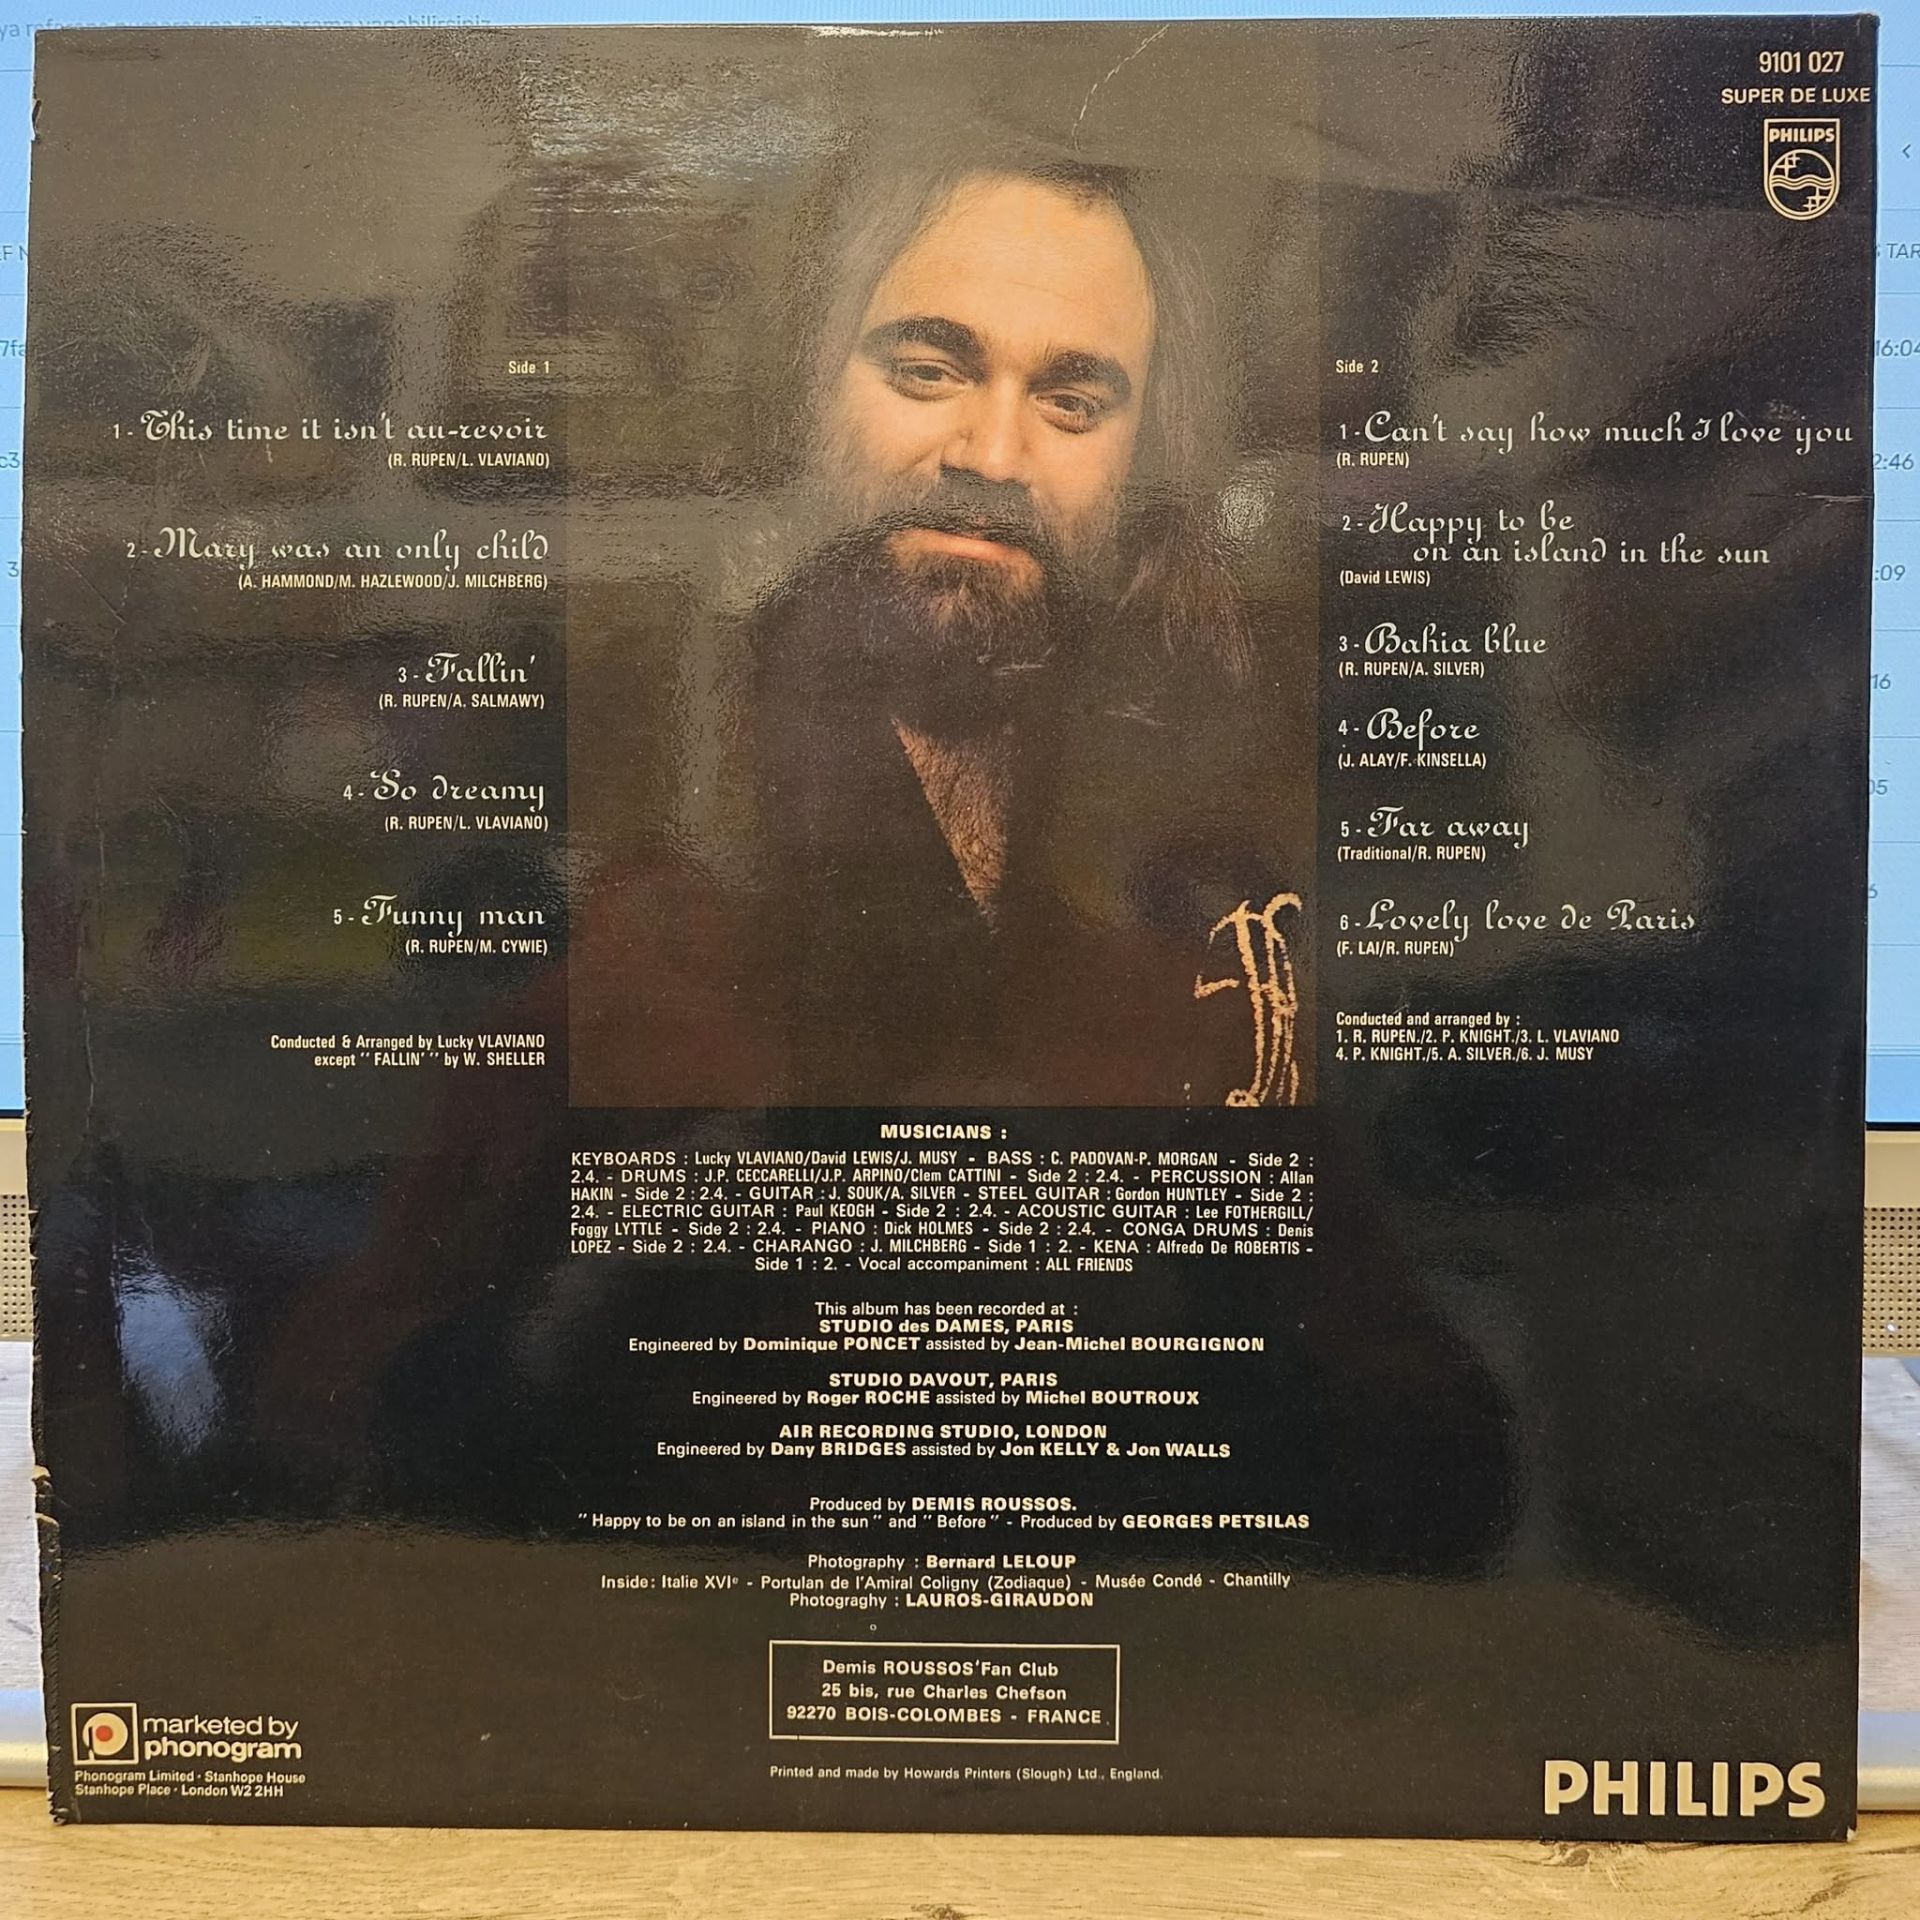 9101 027
SUPER DE LUXE
PHILIPS
Side 1
1 - This time it isn't au-revoir
(R. RUPEN/L. VLAVIANO)
2 - Mary was an only child
(A. HAMMOND/M. HAZLEWOOD/J. MILCHBERG)
3 - Fallin'
(R. RUPEN/A. SALMAWY)
4 - So dreamy
(R. RUPEN/L. VLAVIANO)
5 - Funny man
(R. RUPEN/M. CYWIE)
Conducted & Arranged by Lucky VLAVIANO
except " FALLIN' " by W. SHELLER
Side 2
1 - Can't say how much I love you
(R. RUPEN)
2 - Happy to be
on an island in the sun
(David LEWIS)
3 - Bahia blue
(R. RUPEN/A. SILVER)
4 - Before
(J. ALAY/F. KINSELLA)
5 - Far away
(Traditional/R. RUPEN)
6 - Lovely love de Paris
(F. LAI/R. RUPEN)
Conducted and arranged by :
1. R. RUPEN./2. P. KNIGHT./3. L. VLAVIANO
4. P. KNIGHT./5. A. SILVER./6. J. MUSY
MUSICIANS :
KEYBOARDS : Lucky VLAVIANO/David LEWIS/J. MUSY - BASS : C. PADOVAN-P. MORGAN - Side 2 :
2.4. - DRUMS : J.P. CECCARELLI/J.P. ARPINO/Clem CATTINI - Side 2 : 2.4. - PERCUSSION : Allan
HAKIN - Side 2 : 2.4. - GUITAR : J. SOUK/A. SILVER - STEEL GUITAR : Gordon HUNTLEY - Side 2 :
2.4. - ELECTRIC GUITAR : Paul KEOGH - Side 2 : 2.4. - ACOUSTIC GUITAR : Lee FOTHERGILL/
Foggy LYTTLE - Side 2 : 2.4. - PIANO : Dick HOLMES - Side 2 : 2.4. - CONGA DRUMS : Denis
LOPEZ - Side 2 : 2.4. - CHARANGO : J. MILCHBERG - Side 1 : 2. - KENA : Alfredo De ROBERTIS -
Side 1 : 2. - Vocal accompaniment : ALL FRIENDS
This album has been recorded at :
STUDIO des DAMES, PARIS
Engineered by Dominique PONCET assisted by Jean-Michel BOURGIGNON
STUDIO DAVOUT, PARIS
Engineered by Roger ROCHE assisted by Michel BOUTROUX
AIR RECORDING STUDIO, LONDON
Engineered by Dany BRIDGES assisted by Jon KELLY & Jon WALLS
Produced by DEMIS ROUSSOS.
" Happy to be on an island in the sun " and " Before " - Produced by GEORGES PETSILAS
Photography : Bernard LELOUP
Inside : Italie XVIe - Portulan de l'Amiral Coligny (Zodiaque) - Musée Condé - Chantilly
Photograghy : LAUROS-GIRAUDON
Demis ROUSSOS' Fan Club
25 bis, rue Charles Chefson
92270 BOIS-COLOMBES - FRANCE
Printed and made by Howards Printers (Slough) Ltd., England.
marketed by
phonogram
Phonogram Limited · Stanhope House
Stanhope Place · London W2 2HH
PHILIPS